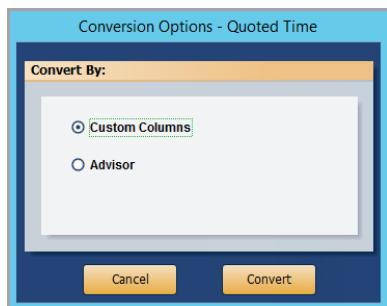 Conversion Options - Quoted Time
Convert By:
Custom Columns
Advisor
Cancel Convert